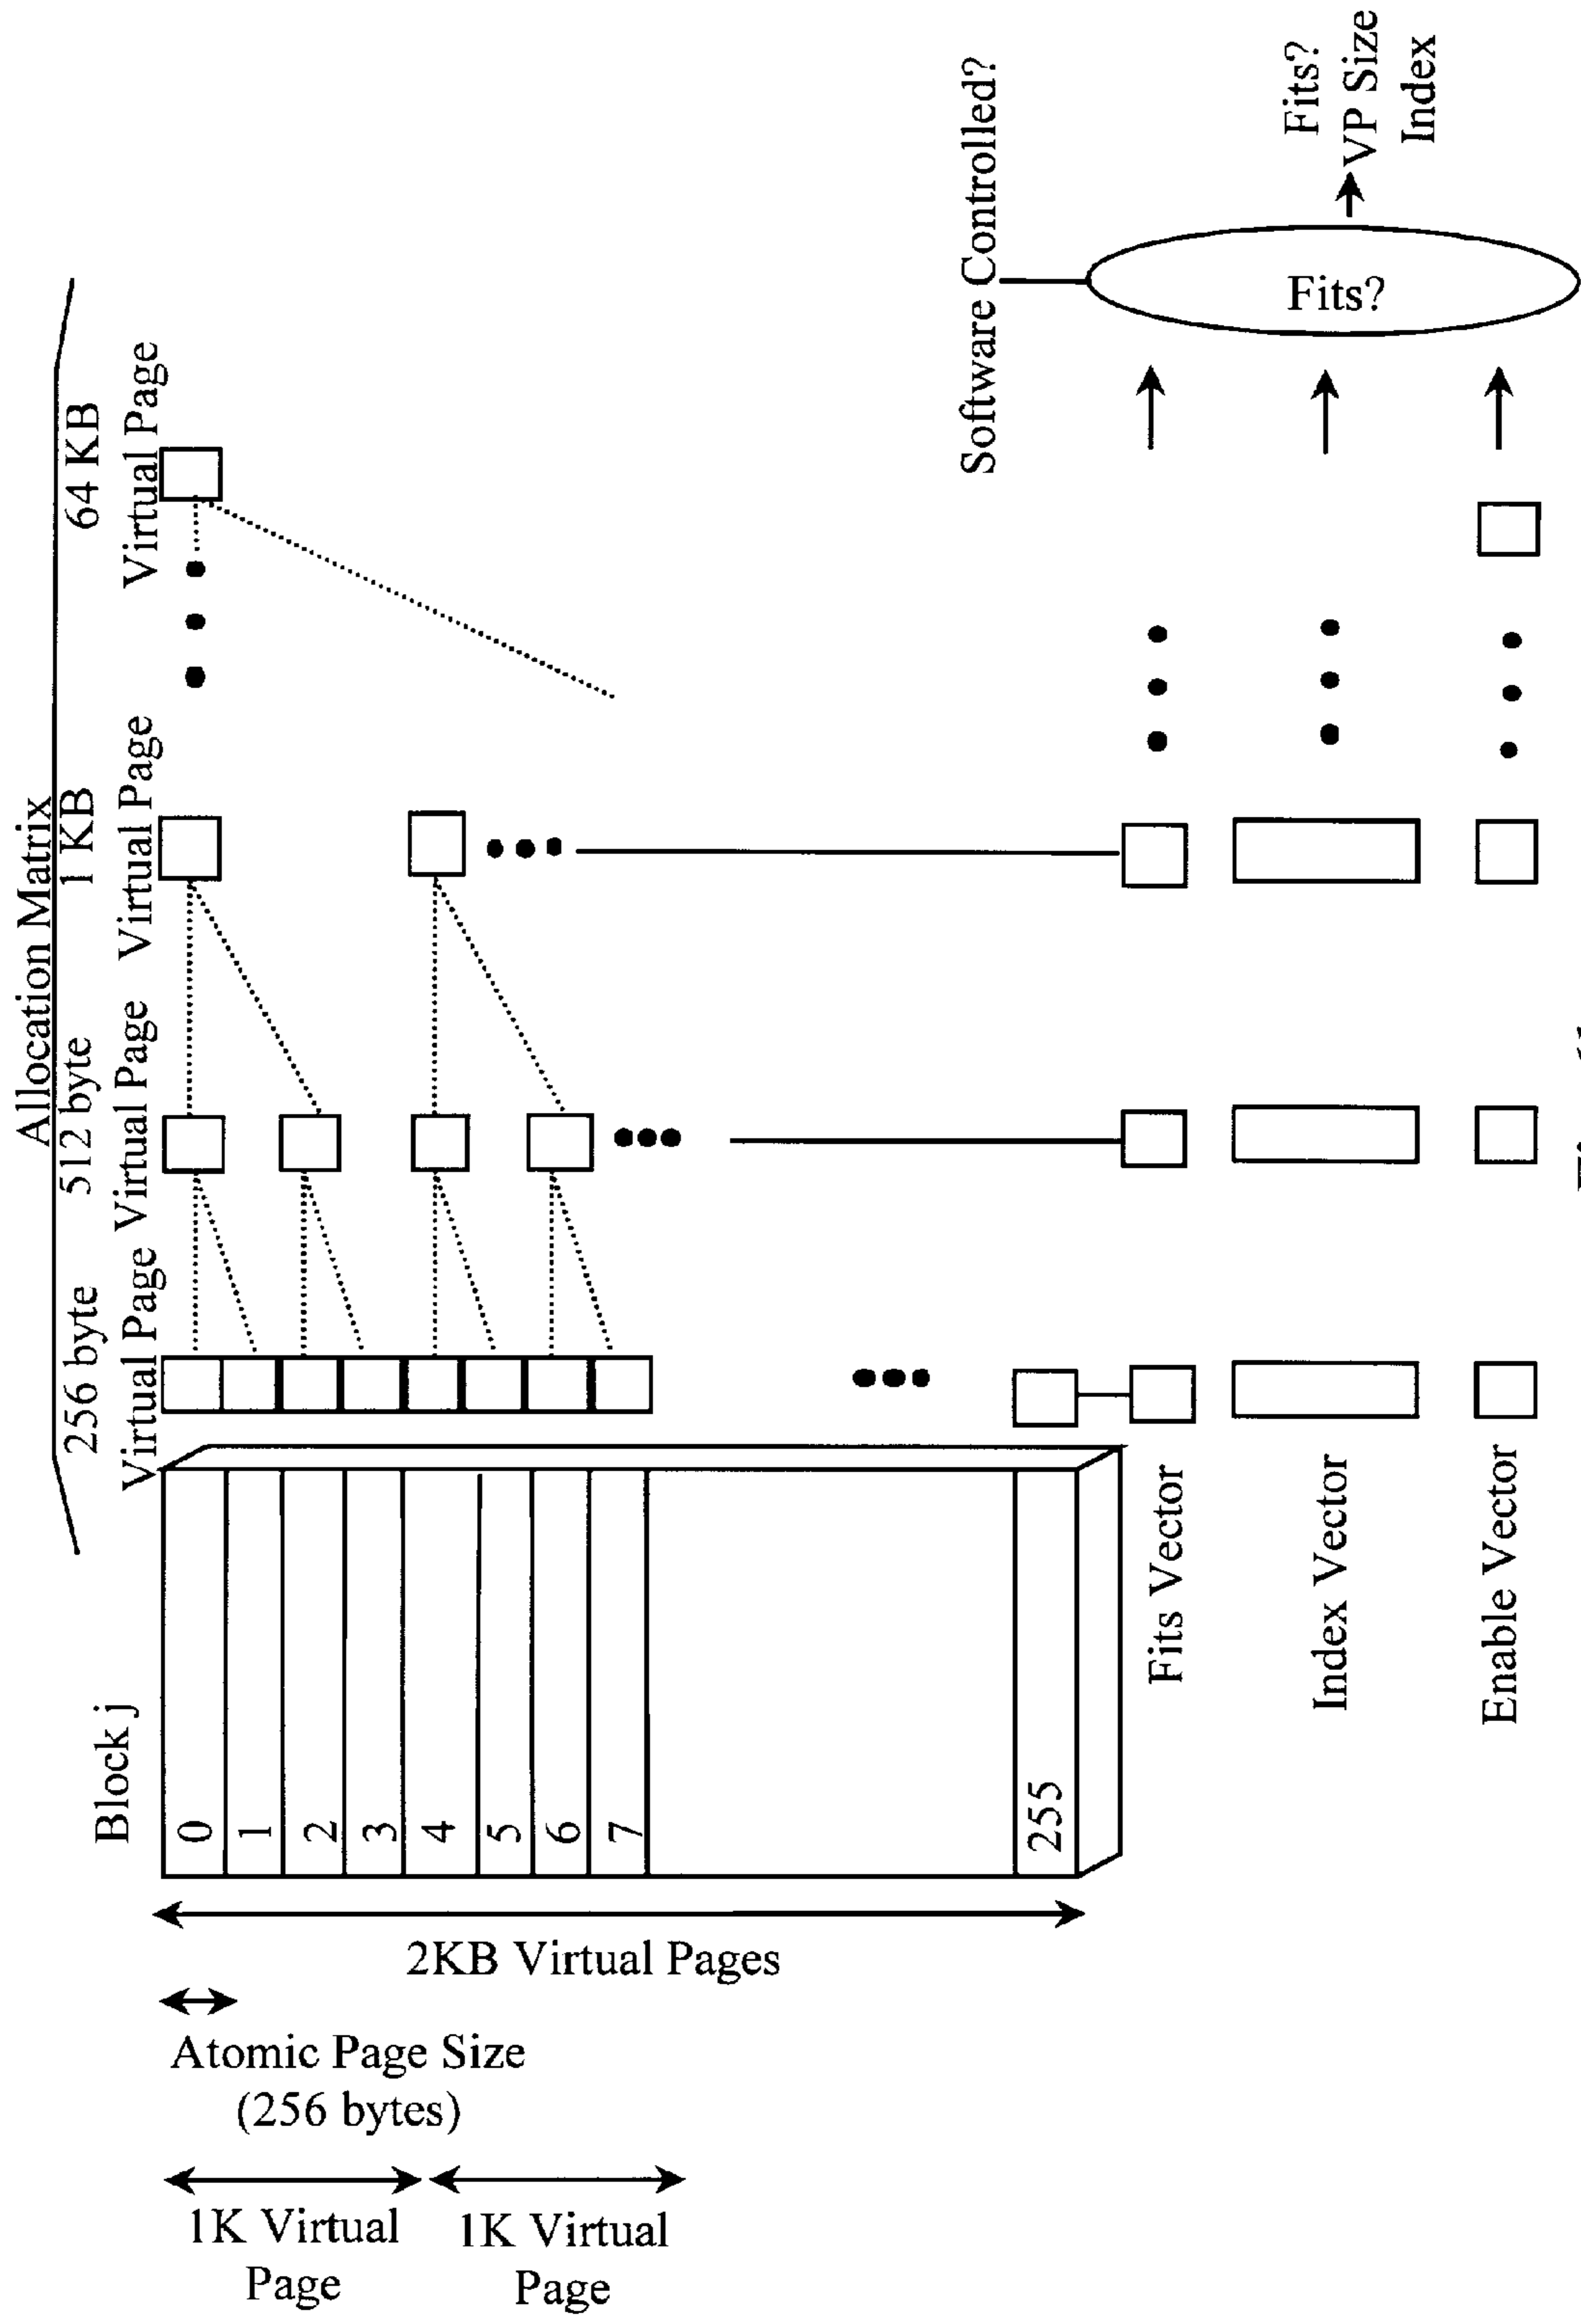 Allocation Matrix
256 byte
Virtual Page
512 byte
Virtual Page
1 KB
Virtual Page
64 KB
Virtual Page
Block j
0
1
2
3
4
5
6
7
255
2KB Virtual Pages
Atomic Page Size
(256 bytes)
1K Virtual
Page
1K Virtual
Page
Fits Vector
Index Vector
Enable Vector
Software Controlled?
Fits?
Fits?
VP Size
Index